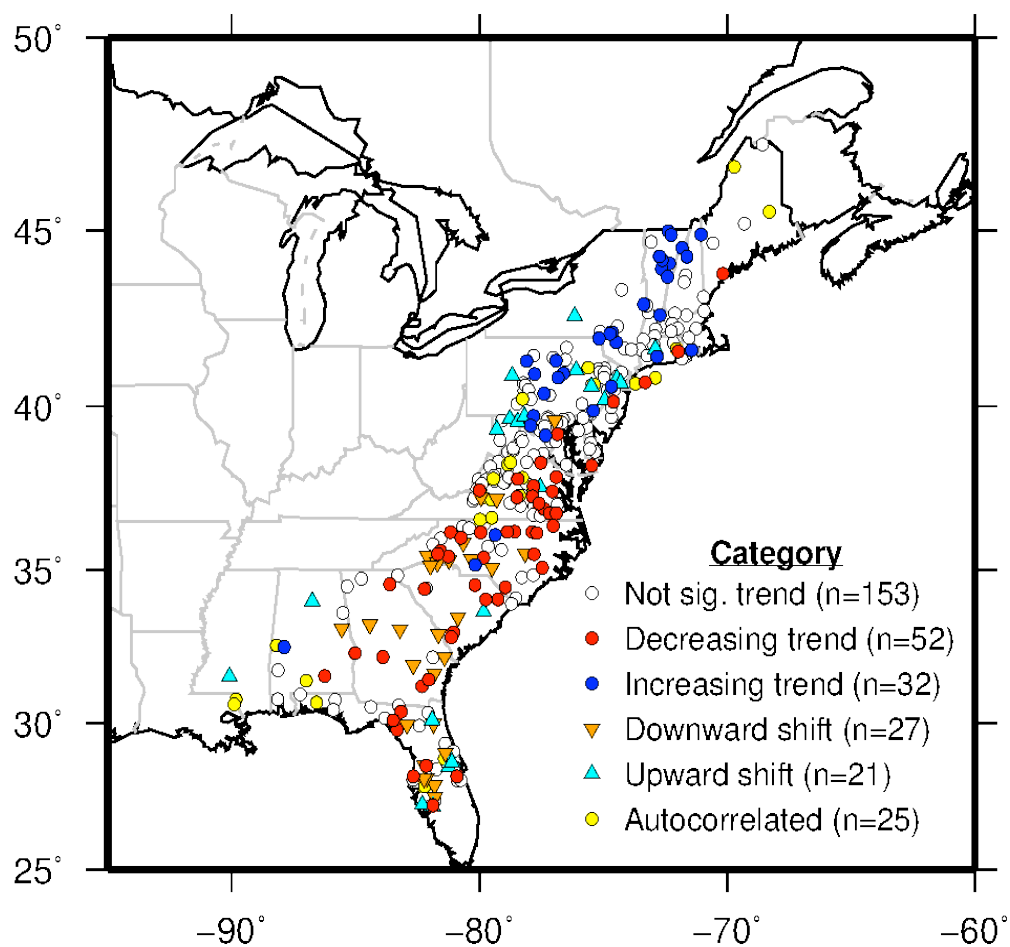 50°
45°
40°
35°
30°
25°
−90°
−80°
−70°
−60°
Category
Not sig. trend (n=153)
Decreasing trend (n=52)
Increasing trend (n=32)
Downward shift (n=27)
Upward shift (n=21)
Autocorrelated (n=25)